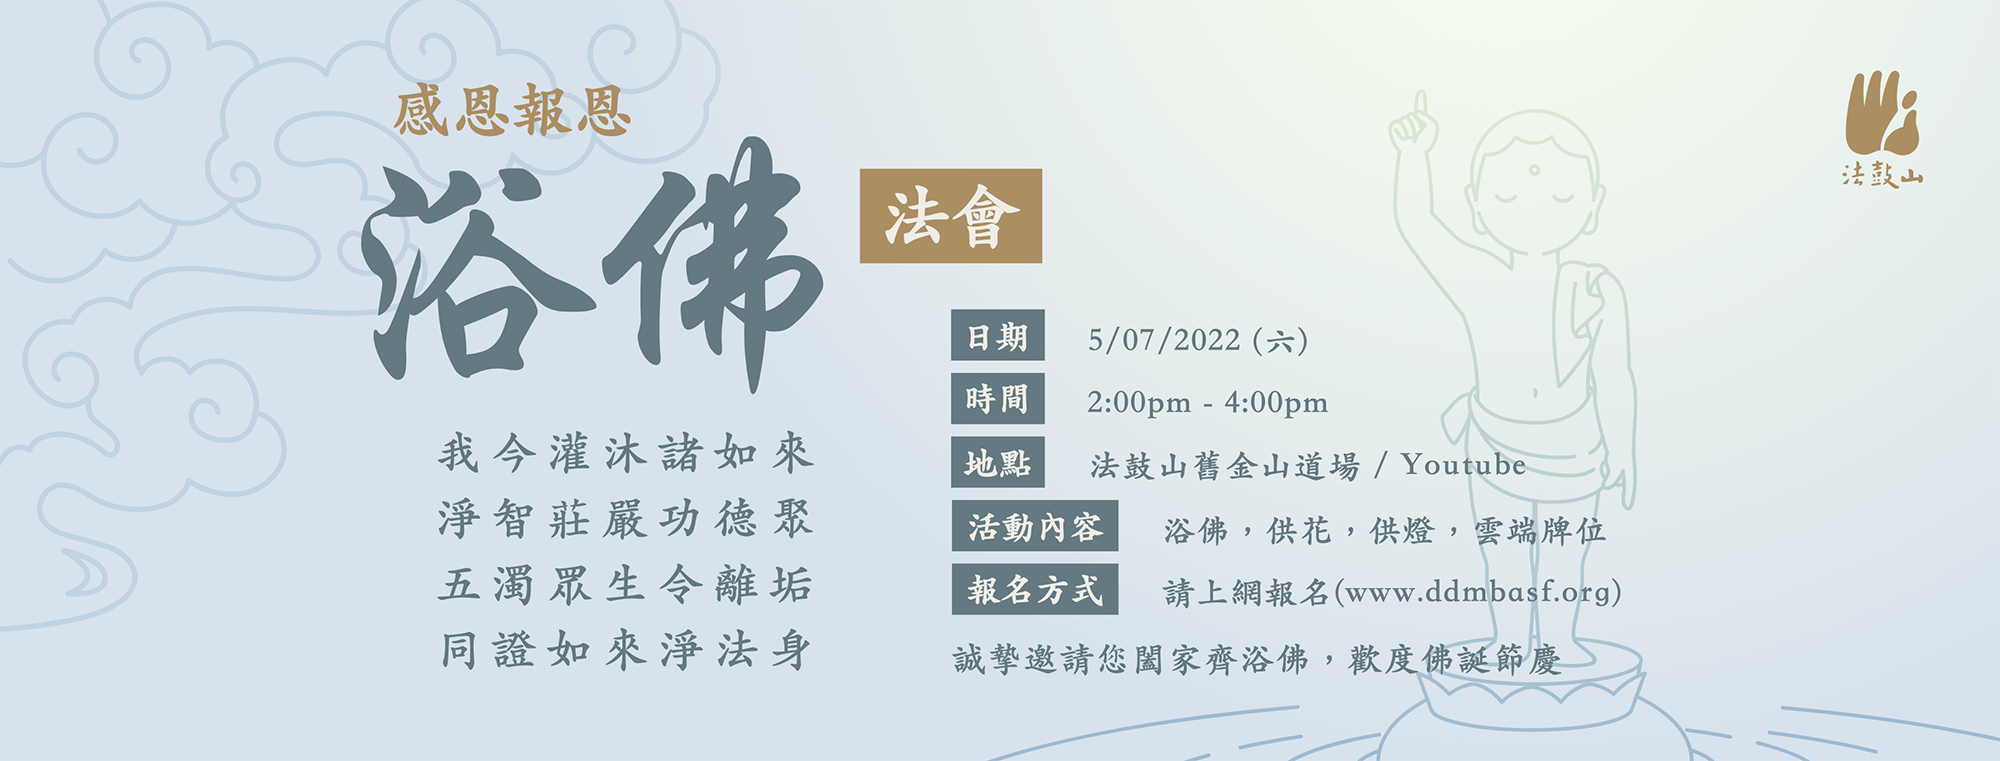 感恩報恩
浴佛
法會
我今灌沐諸如來
淨智莊嚴功德聚
五濁眾生令離垢
同證如來淨法身
日期 5/07/2022 (六)
時間 2:00pm - 4:00pm
地點 法鼓山舊金山道場 / Youtube
活動內容 浴佛，供花，供燈，雲端牌位
報名方式 請上網報名(www.ddmbasf.org)
誠摯邀請您闔家齊浴佛，歡度佛誕節慶
法鼓山